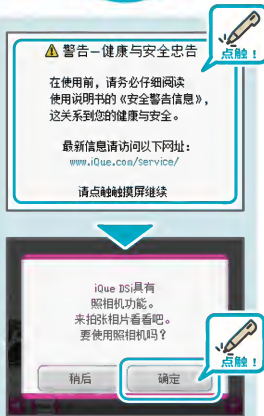 警告-健康与安全忠告
点触！
在使用前，请务必仔细阅读
使用说明书的《安全警告信息》，
这关系到您的健康与安全。
最新信息请访问以下网址：
www.iQue.com/service/
请点触触摸屏继续
iQue DSi具有
照相机功能。
来拍张相片看看吧。
要使用照相机吗？
点触！
稍后
确定